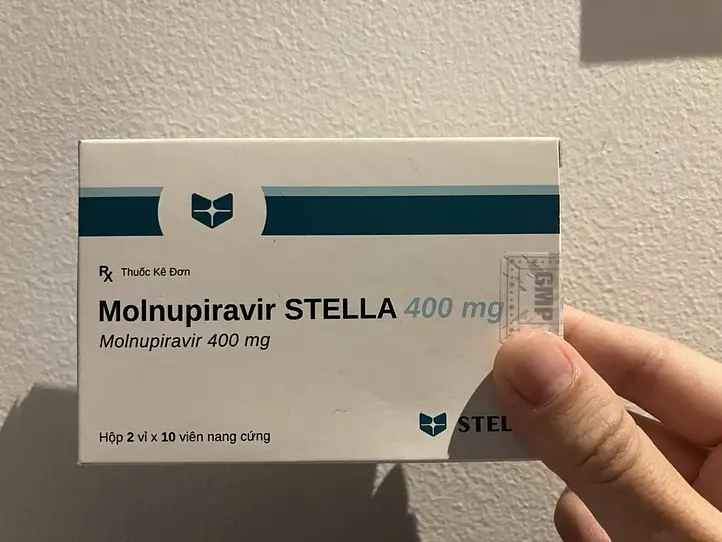 Rx Thuốc Kê Đơn
Molnupiravir STELLA 400 mg
Molnupiravir 400 mg
GMP
Hộp 2 vỉ x 10 viên nang cứng
STEL